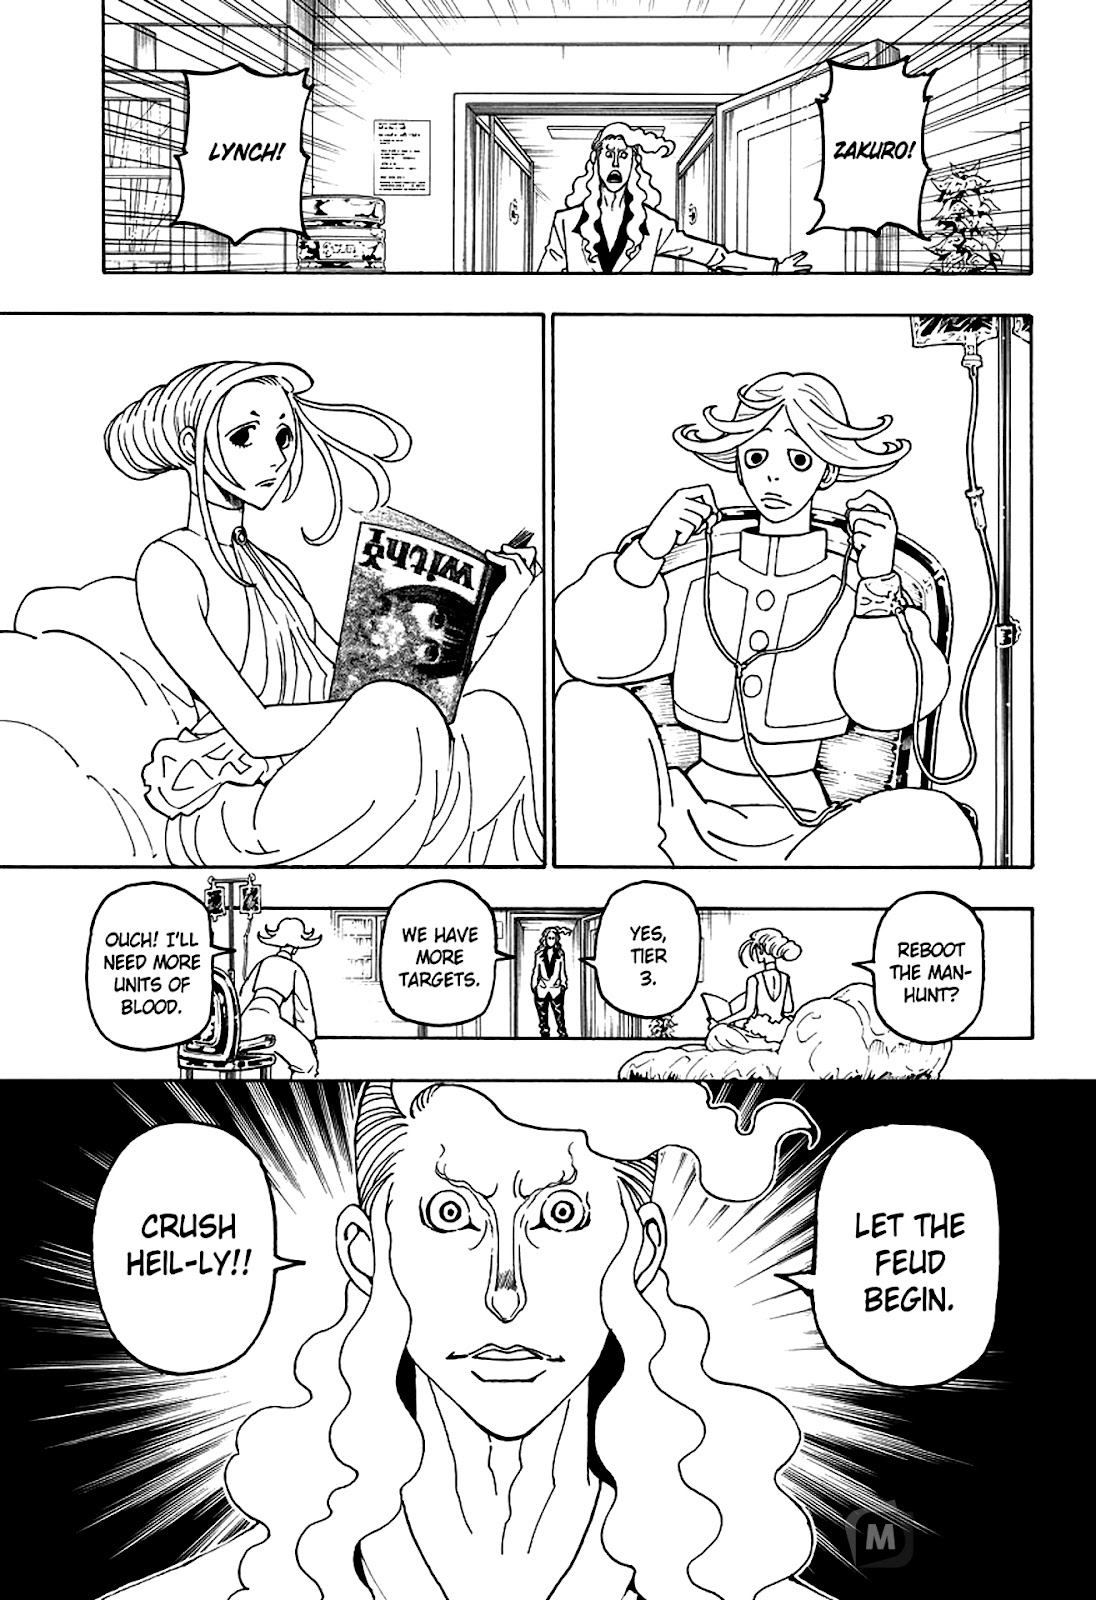 ZAKURO!
LYNCH!
witchy
REBOOT
THE MAN-
HUNT?
YES,
TIER
3.
WE HAVE
MORE
TARGETS.
OUCH! I'LL
NEED MORE
UNITS OF
BLOOD.
LET THE
FEUD
BEGIN.
CRUSH
HEIL-LY!!
M